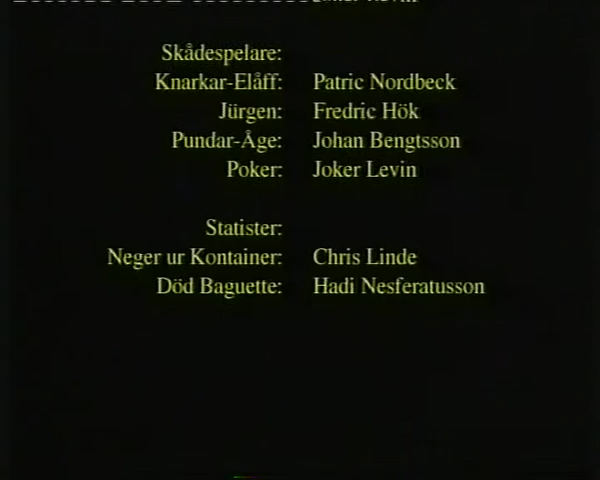 Skådespelare:
Knarkar-Elåff: Patric Nordbeck
Jürgen: Fredric Hök
Pundar-Åge: Johan Bengtsson
Poker: Joker Levin
Statister:
Neger ur Kontainer: Chris Linde
Död Baguette: Hadi Nesferatusson